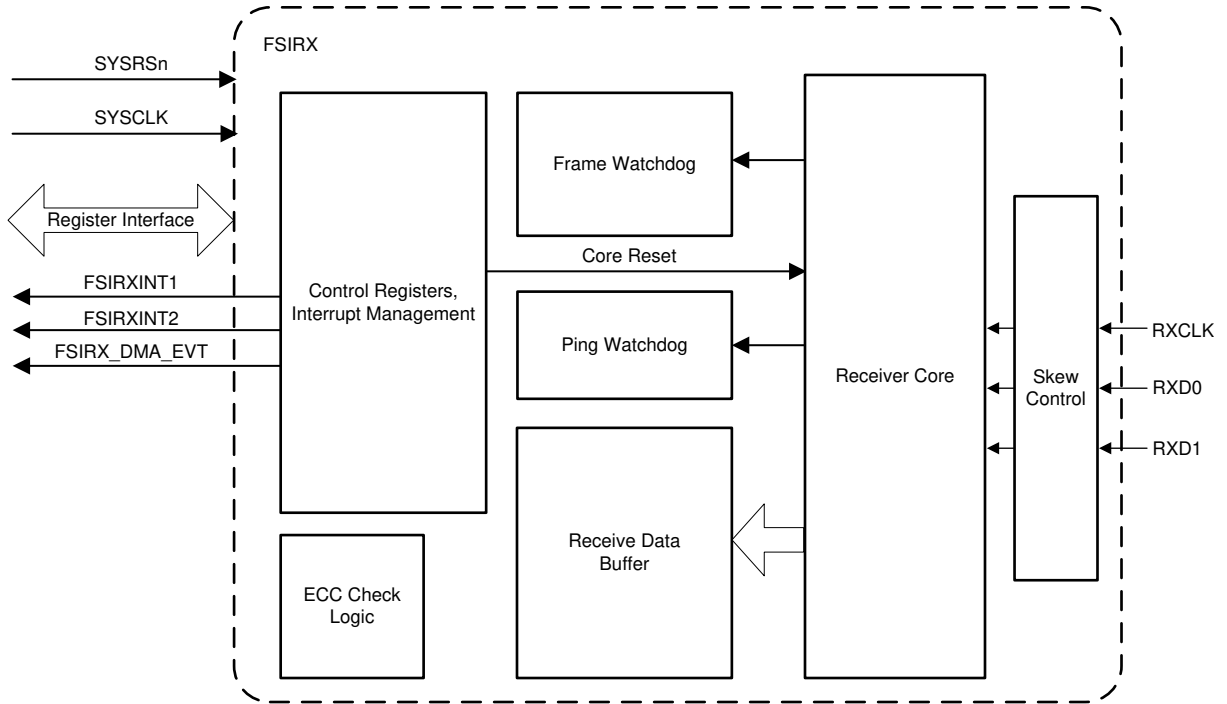 FSIRX
SYSRSn
SYSCLK
Register Interface
FSIRXINT1
FSIRXINT2
FSIRX_DMA_EVT
Control Registers,
Interrupt Management
ECC Check
Logic
Frame Watchdog
Core Reset
Ping Watchdog
Receive Data
Buffer
Receiver Core
Skew
Control
RXCLK
RXD0
RXD1